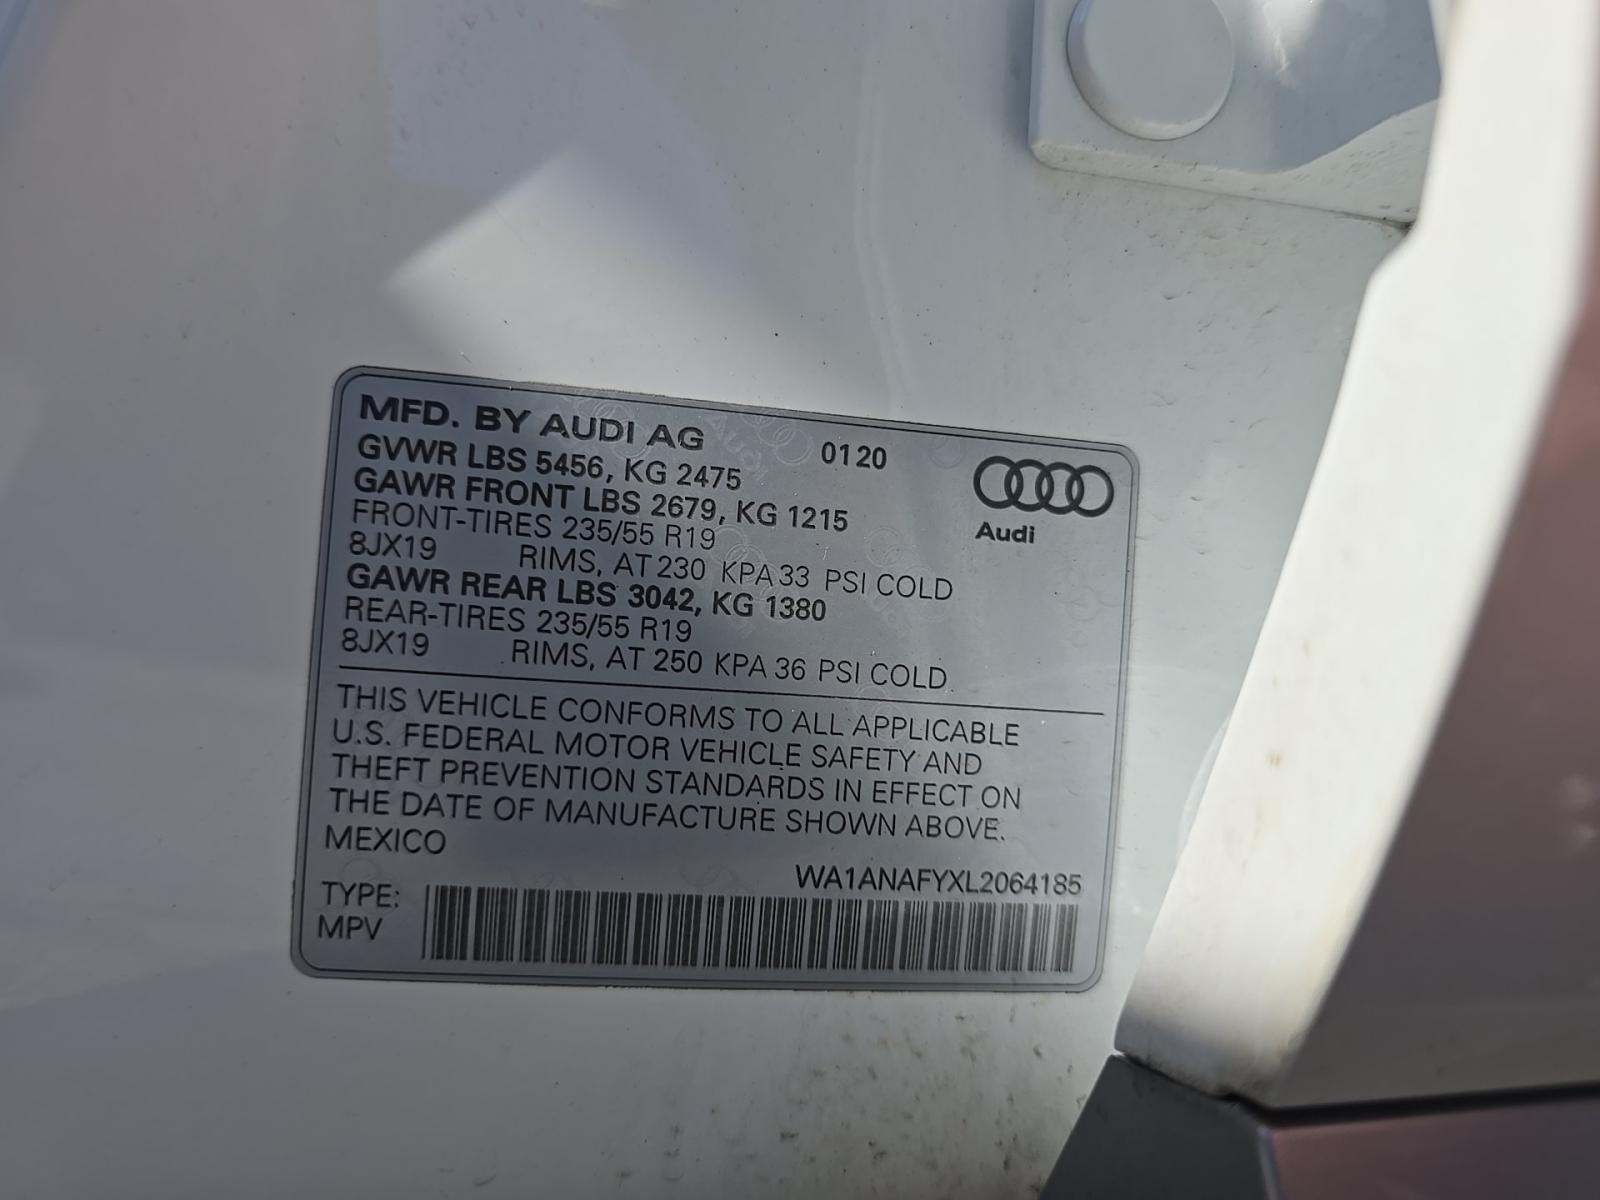 MFD. BY AUDI AG 0120
GVWR LBS 5456, KG 2475
GAWR FRONT LBS 2679, KG 1215
FRONT-TIRES 235/55 R19
8JX19 RIMS, AT 230 KPA 33 PSI COLD
GAWR REAR LBS 3042, KG 1380
REAR-TIRES 235/55 R19
8JX19 RIMS, AT 250 KPA 36 PSI COLD
Audi
THIS VEHICLE CONFORMS TO ALL APPLICABLE
U.S. FEDERAL MOTOR VEHICLE SAFETY AND
THEFT PREVENTION STANDARDS IN EFFECT ON
THE DATE OF MANUFACTURE SHOWN ABOVE.
MEXICO
WA1ANAFYXL2064185
TYPE:
MPV